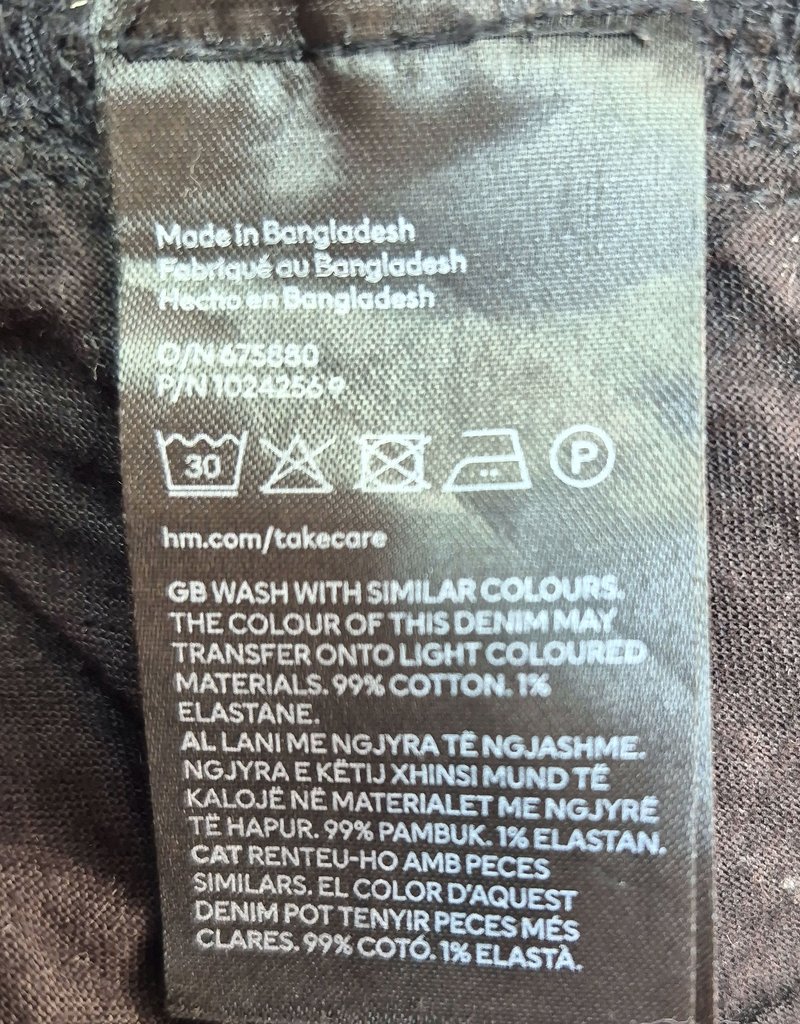 Made in Bangladesh
Fabriqué au Bangladesh
Hecho en Bangladesh
O/N 675880
P/N 1024256 9
30 P
hm.com/takecare
GB WASH WITH SIMILAR COLOURS.
THE COLOUR OF THIS DENIM MAY
TRANSFER ONTO LIGHT COLOURED
MATERIALS. 99% COTTON. 1%
ELASTANE.
AL LANI ME NGJYRA TË NGJASHME.
NGJYRA E KËTIJ XHINSI MUND TË
KALOJË NË MATERIALET ME NGJYRË
TË HAPUR. 99% PAMBUK. 1% ELASTAN.
CAT RENTEU-HO AMB PECES
SIMILARS. EL COLOR D'AQUEST
DENIM POT TENYIR PECES MÉS
CLARES. 99% COTÓ. 1% ELASTÀ.